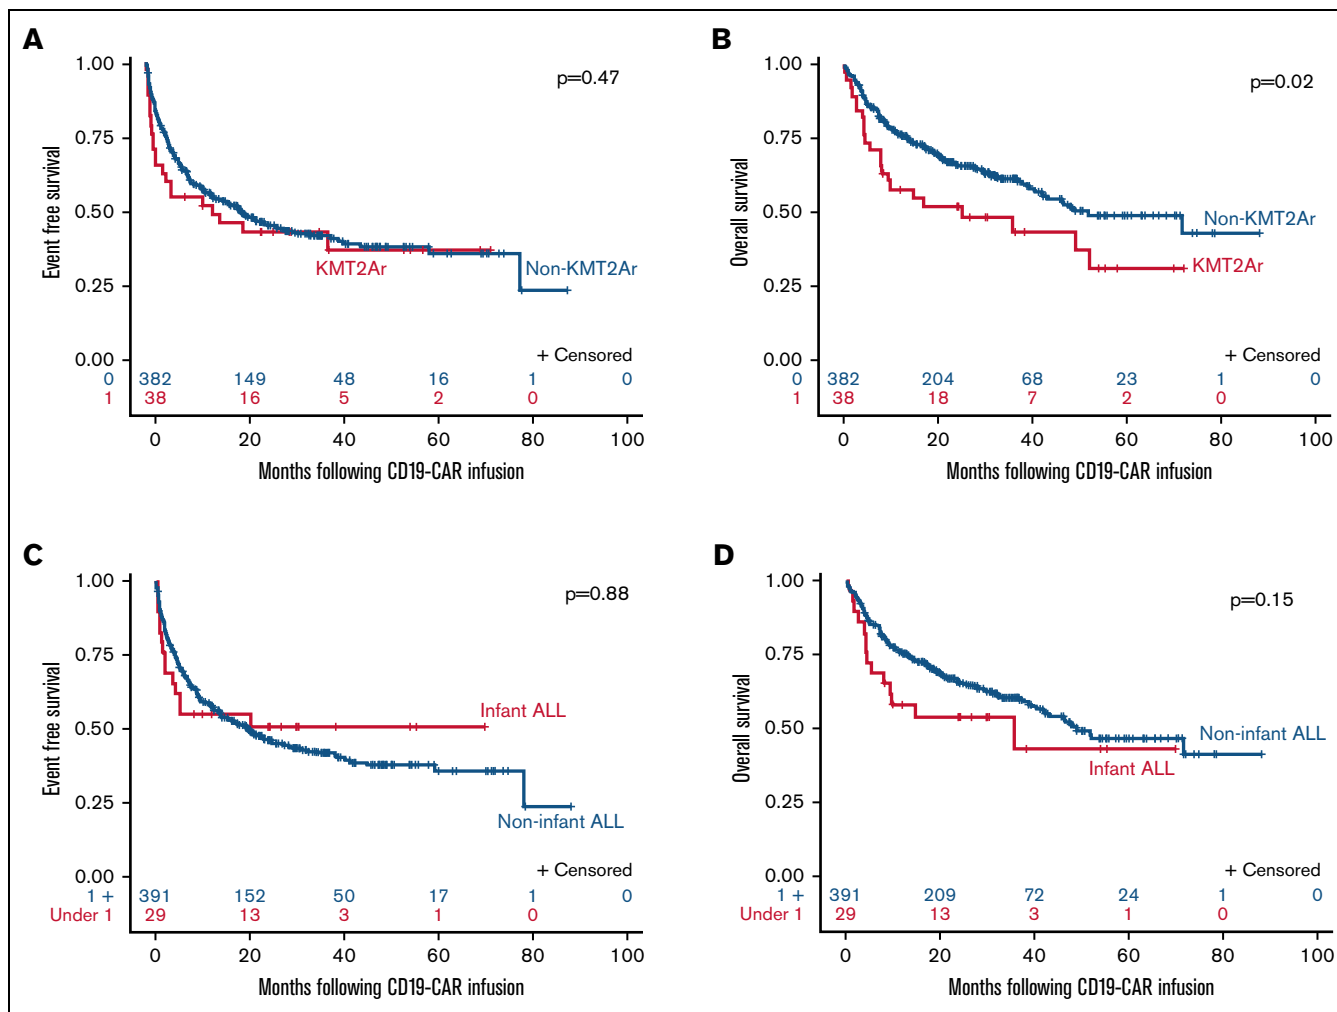 A
1.00
0.75
0.50
0.25
0.00
Event free survival
p=0.47
KMT2Ar
Non-KMT2Ar
+ Censored
0 382 149 48 16 1 0
1 38 16 5 2 0
0 20 40 60 80 100
Months following CD19-CAR infusion
B
1.00
0.75
0.50
0.25
0.00
Overall survival
p=0.02
Non-KMT2Ar
KMT2Ar
+ Censored
0 382 204 68 23 1 0
1 38 18 7 2 0
0 20 40 60 80 100
Months following CD19-CAR infusion
C
1.00
0.75
0.50
0.25
0.00
Event free survival
p=0.88
Infant ALL
Non-infant ALL
+ Censored
1 + 391 152 50 17 1 0
Under 1 29 13 3 1 0
0 20 40 60 80 100
Months following CD19-CAR infusion
D
1.00
0.75
0.50
0.25
0.00
Overall survival
p=0.15
Non-infant ALL
Infant ALL
+ Censored
1 + 391 209 72 24 1 0
Under 1 29 13 3 1 0
0 20 40 60 80 100
Months following CD19-CAR infusion